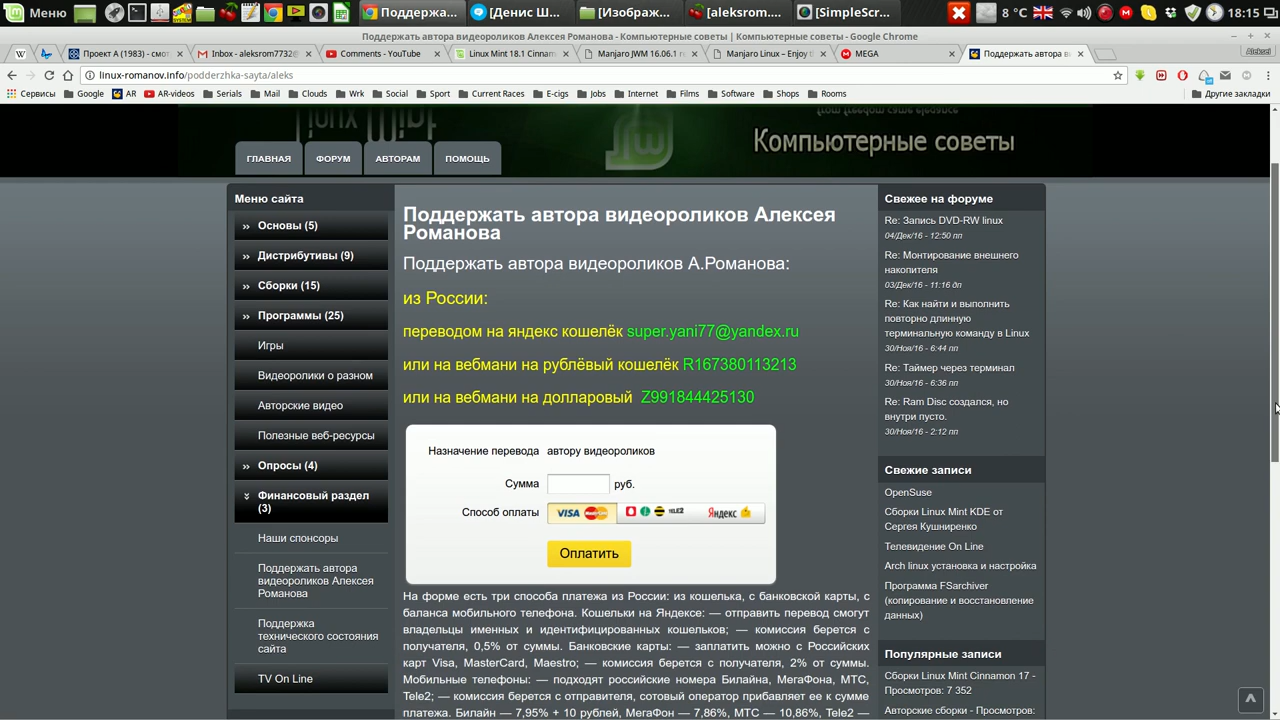 Меню
Поддержа...
[Денис Ш...
[Изображ...
[aleksrom....
[SimpleScr...
8 °C
18:15
Поддержать автора видеороликов Алексея Романова - Компьютерные советы | Компьютерные советы - Google Chrome
Проект А (1983) - смот
Inbox - aleksrom7732@
Comments - YouTube
Linux Mint 18.1 Cinnam
Manjaro JWM 16.06.1 r
Manjaro Linux – Enjoy t
MEGA
Поддержать автора ви
Aleksei
linux-romanov.info/podderzhka-sayta/aleks
Сервисы
Google
AR
AR-videos
Serials
Mail
Clouds
Wrk
Social
Sport
Current Races
E-cigs
Jobs
Internet
Films
Software
Shops
Rooms
Другие закладки
Linux Mint
from freedom came elegance
Компьютерные советы
ГЛАВНАЯ
ФОРУМ
АВТОРАМ
ПОМОЩЬ
Меню сайта
Основы (5)
Дистрибутивы (9)
Сборки (15)
Программы (25)
Игры
Видеоролики о разном
Авторские видео
Полезные веб-ресурсы
Опросы (4)
Финансовый раздел
(3)
Наши спонсоры
Поддержать автора
видеороликов Алексея
Романова
Поддержка
технического состояния
сайта
TV On Line
Поддержать автора видеороликов Алексея
Романова
Поддержать автора видеороликов А.Романова:
из России:
переводом на яндекс кошелёк super.yani77@yandex.ru
или на вебмани на рублёвый кошелёк R167380113213
или на вебмани на долларовый Z991844425130
Назначение перевода автору видеороликов
Сумма руб.
Способ оплаты VISA MasterCard TELE2 Яндекс
Оплатить
На форме есть три способа платежа из России: из кошелька, с банковской карты, с
баланса мобильного телефона. Кошельки на Яндексе: — отправить перевод смогут
владельцы именных и идентифицированных кошельков; — комиссия берется с
получателя, 0,5% от суммы. Банковские карты: — заплатить можно с Российских
карт Visa, MasterCard, Maestro; — комиссия берется с получателя, 2% от суммы.
Мобильные телефоны: — подходят российские номера Билайна, МегаФона, МТС,
Tele2; — комиссия берется с отправителя, сотовый оператор прибавляет ее к сумме
платежа. Билайн — 7,95% + 10 рублей, МегаФон — 7,86%, МТС — 10,86%, Tele2 —
Свежее на форуме
Re: Запись DVD-RW linux
04/Дек/16 - 12:50 пп
Re: Монтирование внешнего
накопителя
03/Дек/16 - 11:16 дп
Re: Как найти и выполнить
повторно длинную
терминальную команду в Linux
30/Ноя/16 - 6:44 пп
Re: Таймер через терминал
30/Ноя/16 - 6:36 пп
Re: Ram Disc создался, но
внутри пусто.
30/Ноя/16 - 2:12 пп
Свежие записи
OpenSuse
Сборки Linux Mint KDE от
Сергея Кушниренко
Телевидение On Line
Arch linux установка и настройка
Программа FSarchiver
(копирование и восстановление
данных)
Популярные записи
Сборки Linux Mint Cinnamon 17 -
Просмотров: 7 352
Авторские сборки - Просмотров: